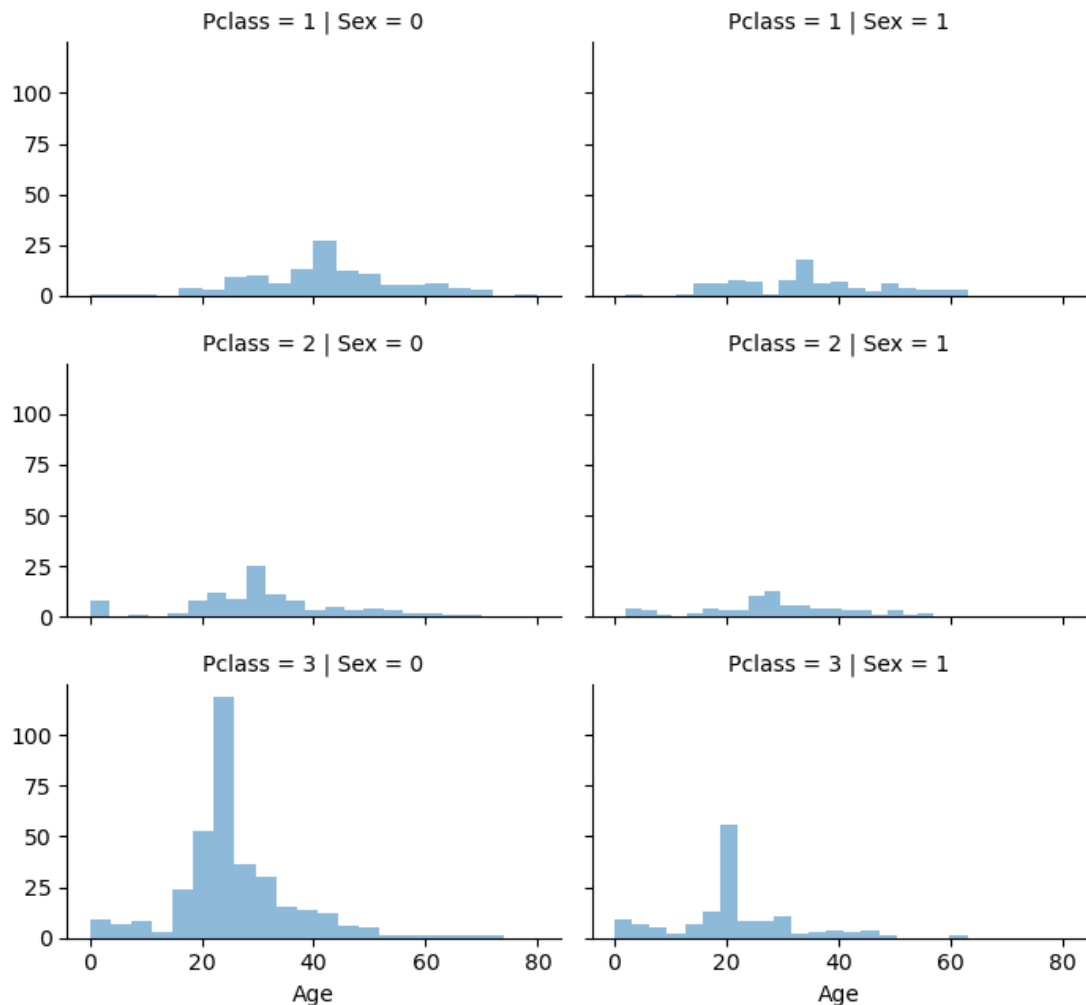 Pclass = 1 | Sex = 0
Pclass = 1 | Sex = 1
100
75
50
25
0
Pclass = 2 | Sex = 0
Pclass = 2 | Sex = 1
100
75
50
25
0
Pclass = 3 | Sex = 0
Pclass = 3 | Sex = 1
100
75
50
25
0
0 20 40 60 80
0 20 40 60 80
Age
Age